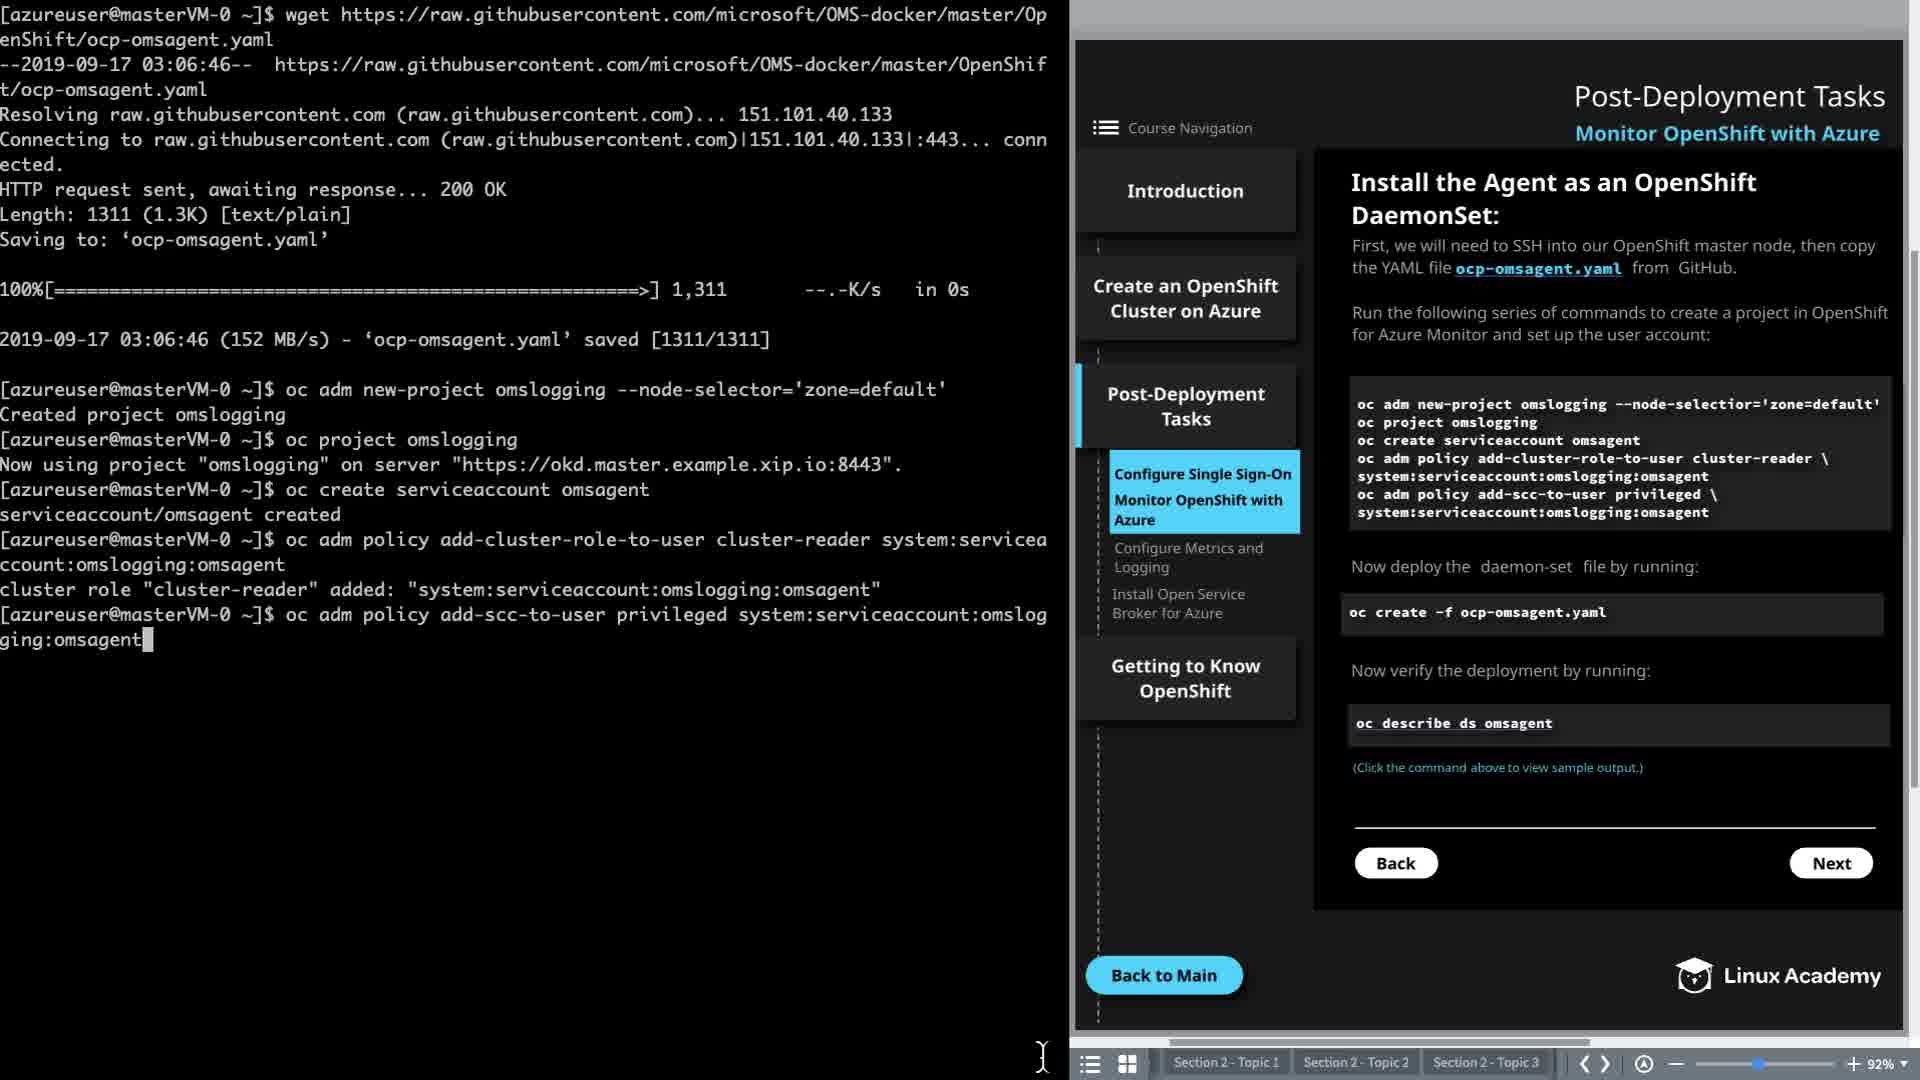 [azureuser@masterVM-0 ~]$ wget https://raw.githubusercontent.com/microsoft/OMS-docker/master/Op
enShift/ocp-omsagent.yaml
--2019-09-17 03:06:46--  https://raw.githubusercontent.com/microsoft/OMS-docker/master/OpenShif
t/ocp-omsagent.yaml
Resolving raw.githubusercontent.com (raw.githubusercontent.com)... 151.101.40.133
Connecting to raw.githubusercontent.com (raw.githubusercontent.com)|151.101.40.133|:443... conn
ected.
HTTP request sent, awaiting response... 200 OK
Length: 1311 (1.3K) [text/plain]
Saving to: ‘ocp-omsagent.yaml’
100%[=====================================================>] 1,311       --.-K/s   in 0s
2019-09-17 03:06:46 (152 MB/s) - ‘ocp-omsagent.yaml’ saved [1311/1311]
[azureuser@masterVM-0 ~]$ oc adm new-project omslogging --node-selector='zone=default'
Created project omslogging
[azureuser@masterVM-0 ~]$ oc project omslogging
Now using project "omslogging" on server "https://okd.master.example.xip.io:8443".
[azureuser@masterVM-0 ~]$ oc create serviceaccount omsagent
serviceaccount/omsagent created
[azureuser@masterVM-0 ~]$ oc adm policy add-cluster-role-to-user cluster-reader system:servicea
ccount:omslogging:omsagent
cluster role "cluster-reader" added: "system:serviceaccount:omslogging:omsagent"
[azureuser@masterVM-0 ~]$ oc adm policy add-scc-to-user privileged system:serviceaccount:omslog
ging:omsagent
Post-Deployment Tasks
Monitor OpenShift with Azure
Course Navigation
Introduction
Create an OpenShift
Cluster on Azure
Post-Deployment
Tasks
Configure Single Sign-On
Monitor OpenShift with
Azure
Configure Metrics and
Logging
Install Open Service
Broker for Azure
Getting to Know
OpenShift
Back to Main
Install the Agent as an OpenShift
DaemonSet:
First, we will need to SSH into our OpenShift master node, then copy
the YAML file ocp-omsagent.yaml from GitHub.
Run the following series of commands to create a project in OpenShift
for Azure Monitor and set up the user account:
oc adm new-project omslogging --node-selectior='zone=default'
oc project omslogging
oc create serviceaccount omsagent
oc adm policy add-cluster-role-to-user cluster-reader \
system:serviceaccount:omslogging:omsagent
oc adm policy add-scc-to-user privileged \
system:serviceaccount:omslogging:omsagent
Now deploy the daemon-set file by running:
oc create -f ocp-omsagent.yaml
Now verify the deployment by running:
oc describe ds omsagent
(Click the command above to view sample output.)
Back
Next
Linux Academy
Section 2 - Topic 1
Section 2 - Topic 2
Section 2 - Topic 3
92%